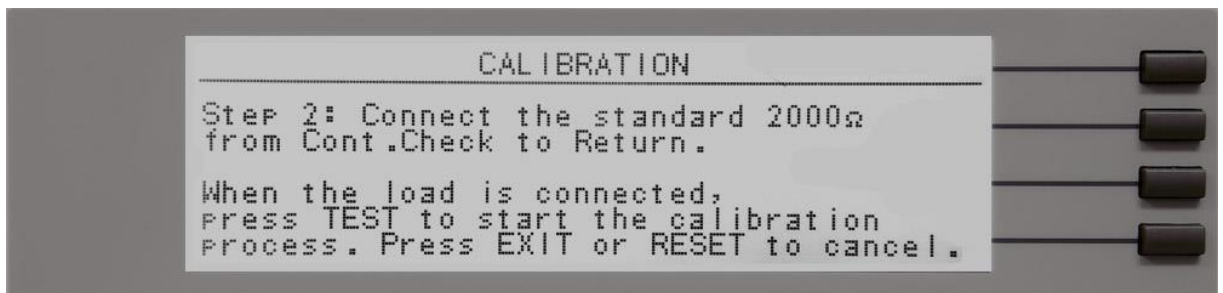 CALIBRATION
Step 2: Connect the standard 2000Ω
from Cont.Check to Return.
When the load is connected,
press TEST to start the calibration
process. Press EXIT or RESET to cancel.